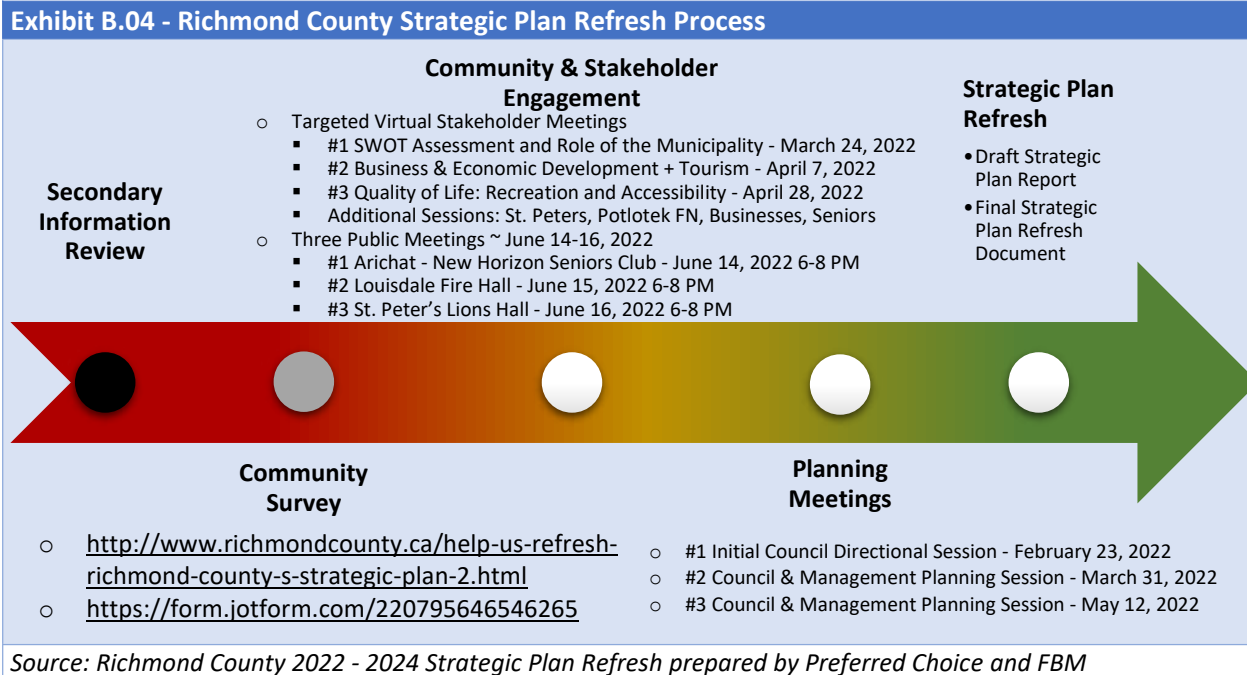 Exhibit B.04 - Richmond County Strategic Plan Refresh Process
Secondary
Information
Review
Community & Stakeholder
Engagement
o Targeted Virtual Stakeholder Meetings
▪ #1 SWOT Assessment and Role of the Municipality - March 24, 2022
▪ #2 Business & Economic Development + Tourism - April 7, 2022
▪ #3 Quality of Life: Recreation and Accessibility - April 28, 2022
▪ Additional Sessions: St. Peters, Potlotek FN, Businesses, Seniors
o Three Public Meetings ~ June 14-16, 2022
▪ #1 Arichat - New Horizon Seniors Club - June 14, 2022 6-8 PM
▪ #2 Louisdale Fire Hall - June 15, 2022 6-8 PM
▪ #3 St. Peter’s Lions Hall - June 16, 2022 6-8 PM
Strategic Plan
Refresh
•Draft Strategic
Plan Report
•Final Strategic
Plan Refresh
Document
Community
Survey
o http://www.richmondcounty.ca/help-us-refresh-
richmond-county-s-strategic-plan-2.html
o https://form.jotform.com/220795646546265
Planning
Meetings
o #1 Initial Council Directional Session - February 23, 2022
o #2 Council & Management Planning Session - March 31, 2022
o #3 Council & Management Planning Session - May 12, 2022
Source: Richmond County 2022 - 2024 Strategic Plan Refresh prepared by Preferred Choice and FBM